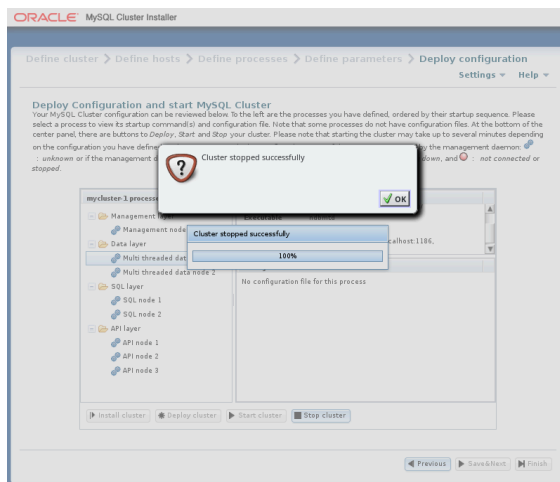 ORACLE MySQL Cluster Installer
Define cluster Define hosts Define processes Define parameters Deploy configuration
Settings Help
Deploy Configuration and start MySQL Cluster
Your MySQL Cluster configuration can be reviewed below. To the left are the processes you have defined, ordered by their startup sequence. Please
select a process to view its startup command(s) and configuration file. Note that some processes do not have configuration files. At the bottom of the
center panel, there are buttons to Deploy, Start and Stop your cluster. Please note that starting the cluster may take up to several minutes depending
on the configuration you have define by the management daemon:
: unknown or if the management d down, and : not connected or
stopped.
Cluster stopped successfully
OK
mycluster-1 processe
Management layer
Management node
Data layer
Multi threaded dat
Multi threaded data node 2
SQL layer
SQL node 1
SQL node 2
API layer
API node 1
API node 2
API node 3
Executable
Cluster stopped successfully
calhost:1186,
100%
No configuration file for this process
Install cluster Deploy cluster Start cluster Stop cluster
Previous Save&Next Finish